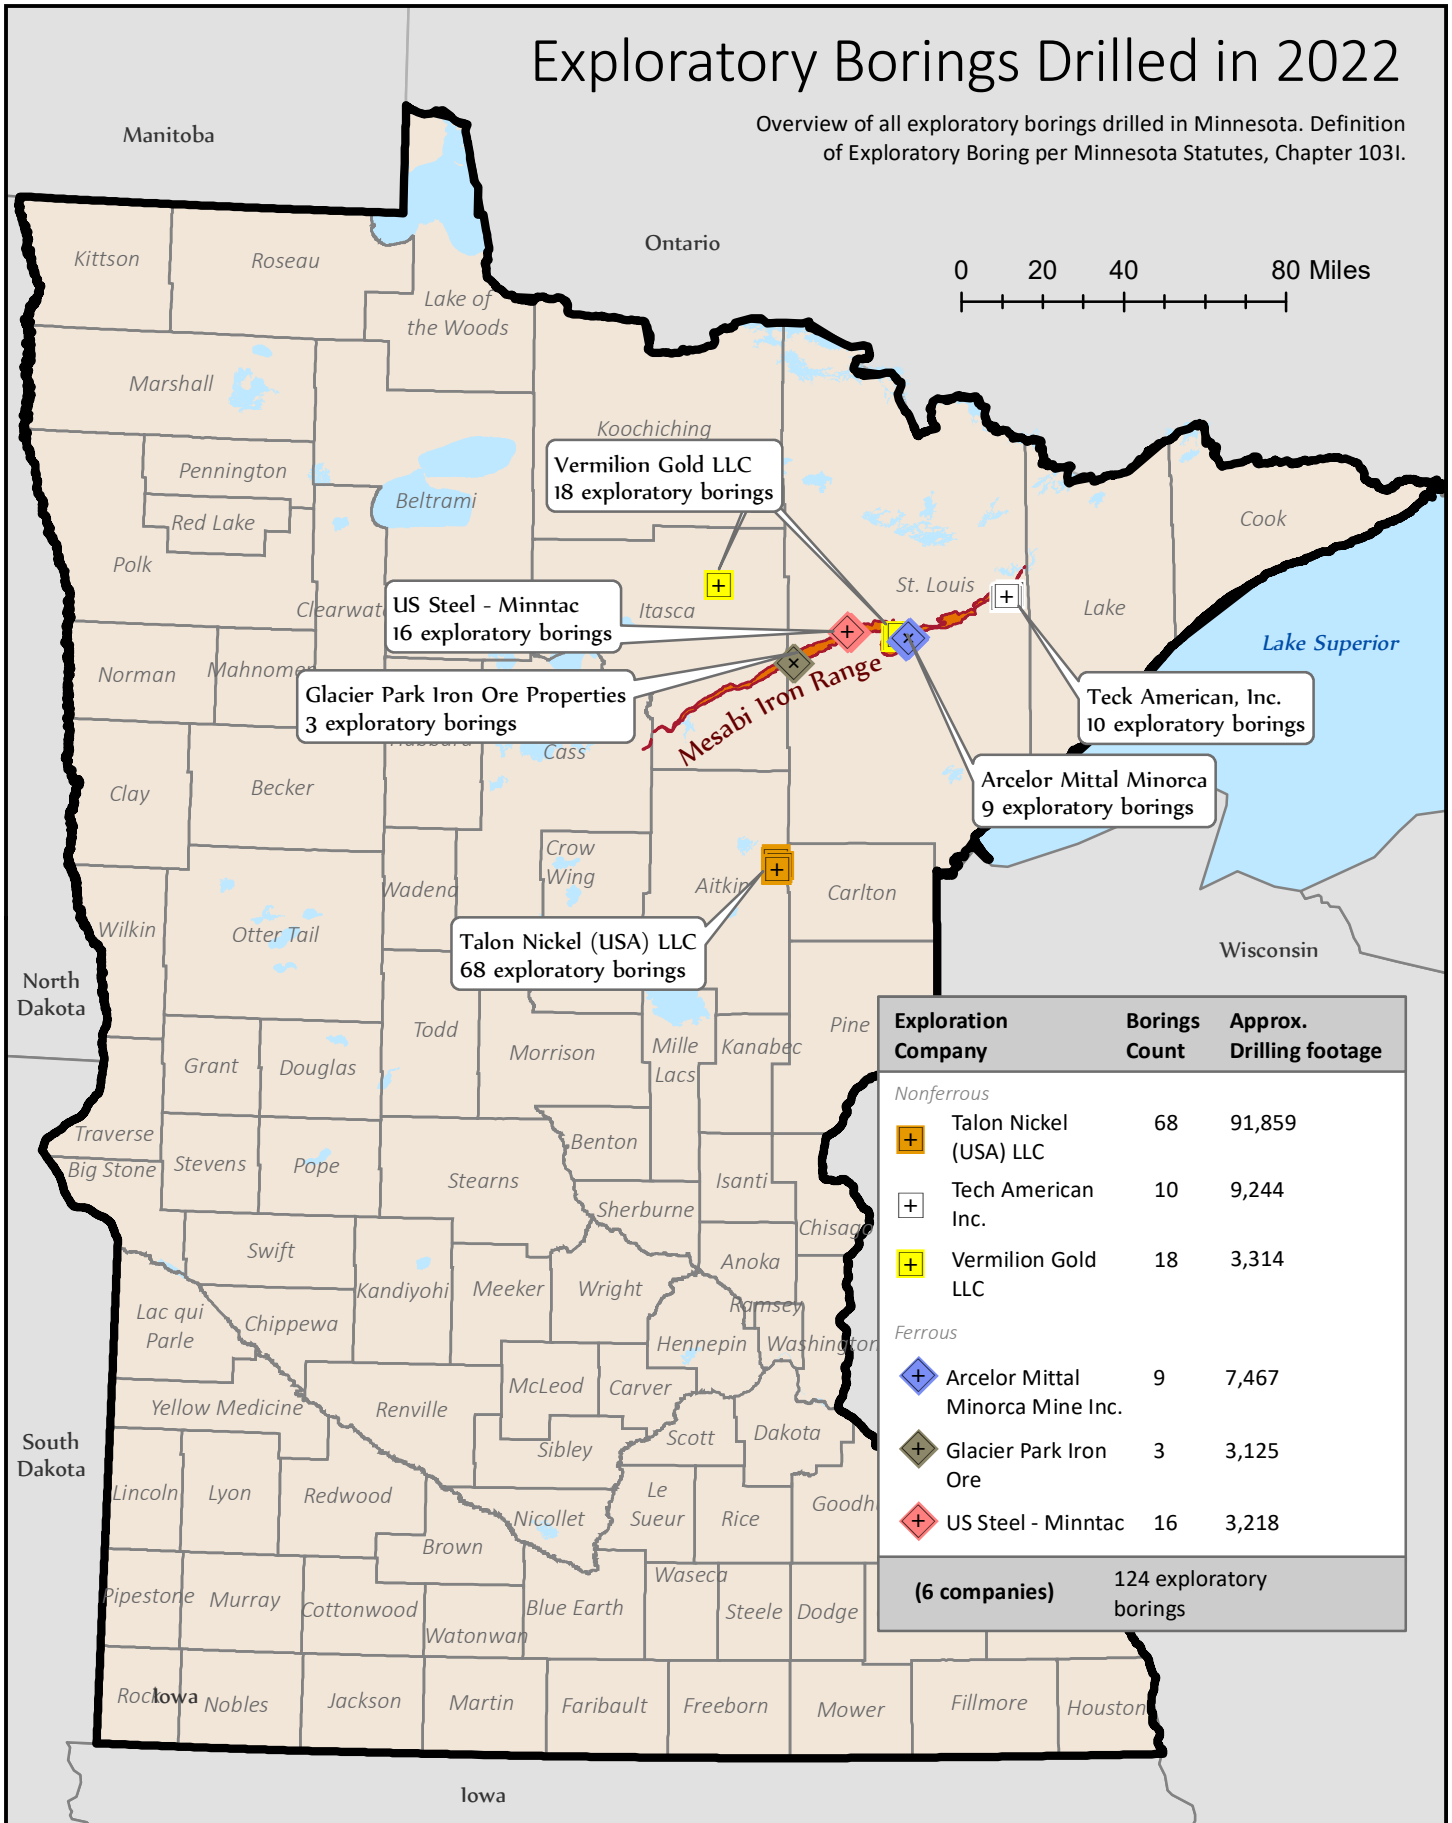 Exploratory Borings Drilled in 2022
Overview of all exploratory borings drilled in Minnesota. Definition
of Exploratory Boring per Minnesota Statutes, Chapter 103I.
Manitoba
Ontario
0 20 40 80 Miles
Kittson
Roseau
Lake of
the Woods
Marshall
Koochiching
Pennington
Beltrami
Red Lake
Polk
Vermilion Gold LLC
18 exploratory borings
Cook
St. Louis
Lake
Lake Superior
Clearwate
US Steel - Minntac
16 exploratory borings
Itasca
Norman
Mahnomen
Glacier Park Iron Ore Properties
3 exploratory borings
Mesabi Iron Range
Teck American, Inc.
10 exploratory borings
Hubbard
Cass
Arcelor Mittal Minorca
9 exploratory borings
Clay
Becker
Crow
Wing
Wadena
Aitkin
Carlton
Wilkin
Otter Tail
Talon Nickel (USA) LLC
68 exploratory borings
Wisconsin
North
Dakota
Todd
Morrison
Mille
Lacs
Kanabec
Pine
Grant
Douglas
Traverse
Big Stone
Stevens
Pope
Stearns
Benton
Isanti
Sherburne
Chisago
Swift
Anoka
Kandiyohi
Meeker
Wright
Ramsey
Lac qui
Parle
Chippewa
Hennepin
Washington
McLeod
Carver
Yellow Medicine
Renville
Scott
Dakota
Sibley
South
Dakota
Lincoln
Lyon
Redwood
Nicollet
Le
Sueur
Rice
Goodh
Brown
Waseca
Pipestone
Murray
Cottonwood
Watonwan
Blue Earth
Steele
Dodge
Rock
Iowa
Nobles
Jackson
Martin
Faribault
Freeborn
Mower
Fillmore
Houston
Iowa
Exploration
Company
Borings
Count
Approx.
Drilling footage
Nonferrous
Talon Nickel
(USA) LLC
68 91,859
Tech American
Inc.
10 9,244
Vermilion Gold
LLC
18 3,314
Ferrous
Arcelor Mittal
Minorca Mine Inc.
9 7,467
Glacier Park Iron
Ore
3 3,125
US Steel - Minntac 16 3,218
(6 companies)
124 exploratory
borings